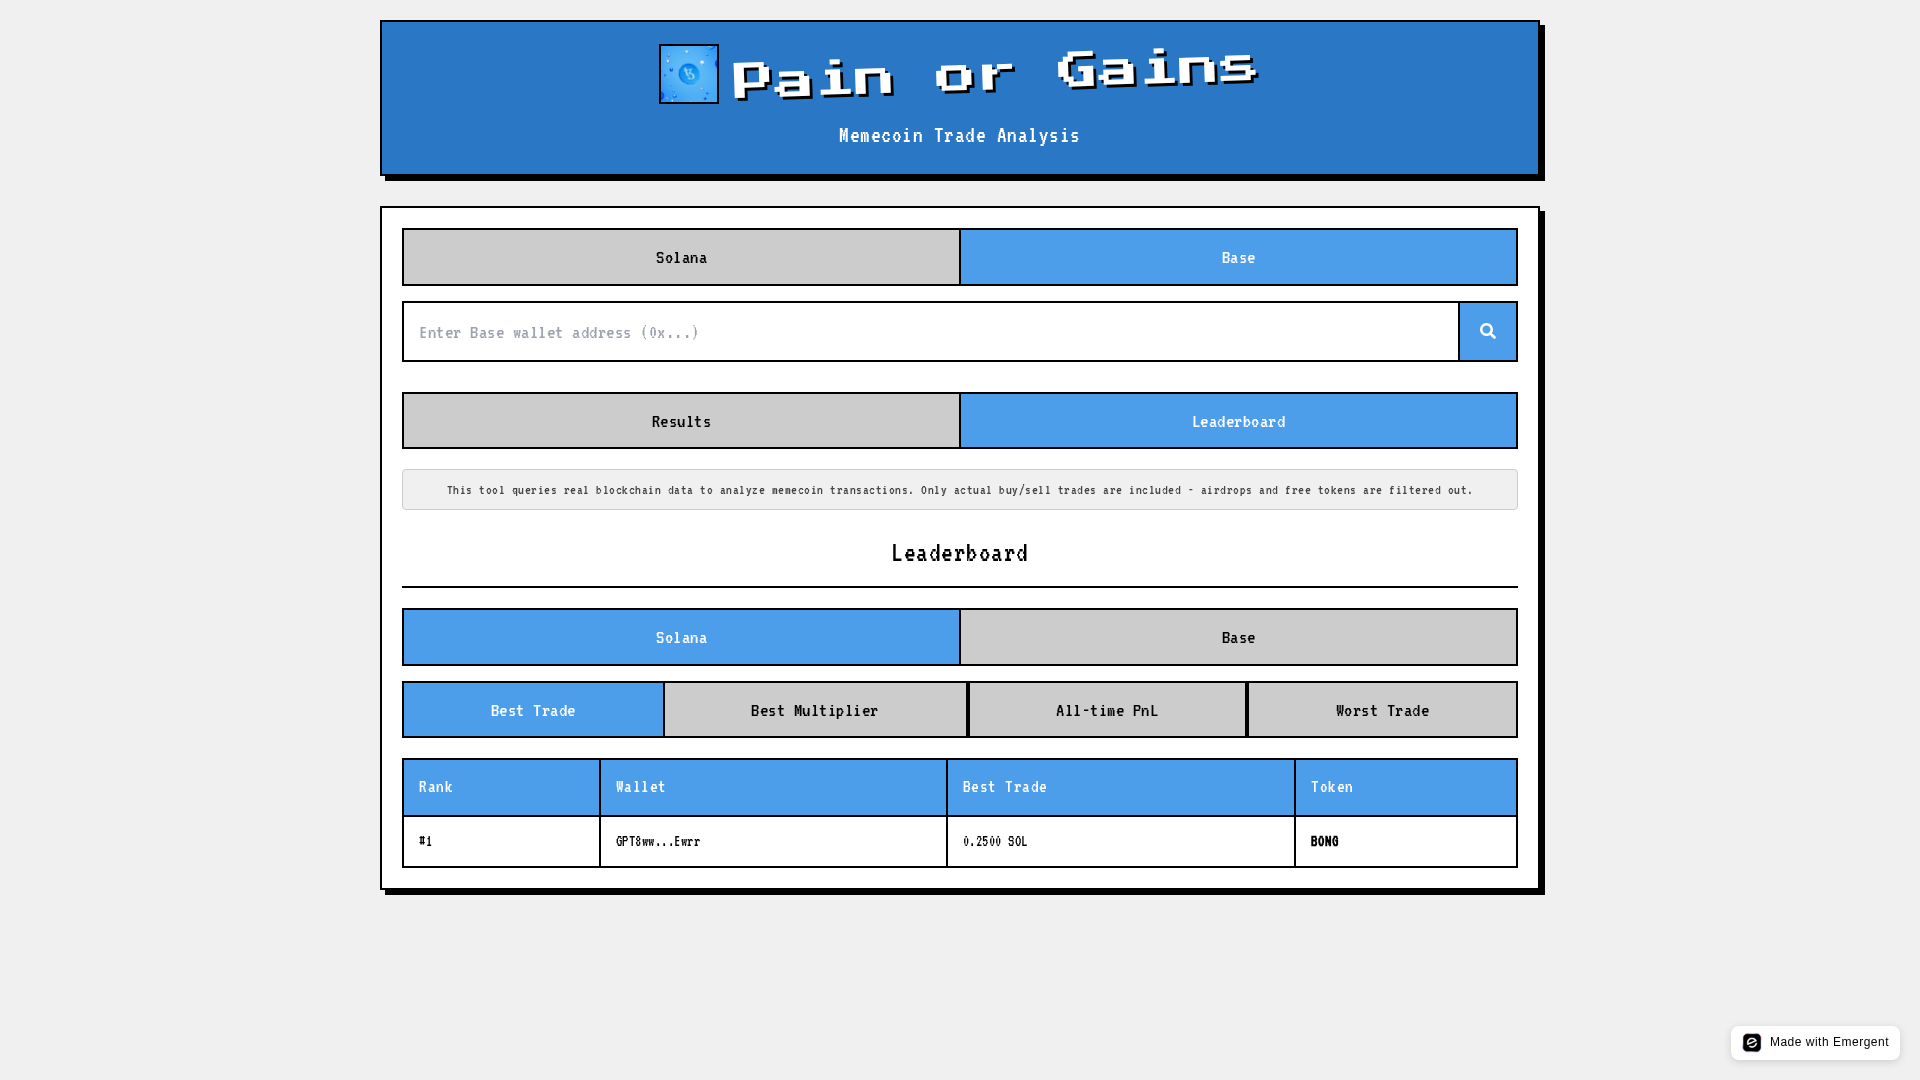 Pain or Gains
Memecoin Trade Analysis
Solana Base
Enter Base wallet address (0x...)
Results Leaderboard
This tool queries real blockchain data to analyze memecoin transactions. Only actual buy/sell trades are included - airdrops and free tokens are filtered out.
Leaderboard
Solana Base
Best Trade Best Multiplier All-time PnL Worst Trade
Rank Wallet Best Trade Token
#1 GPT8ww...Ewrr 0.2500 SOL BONG
Made with Emergent